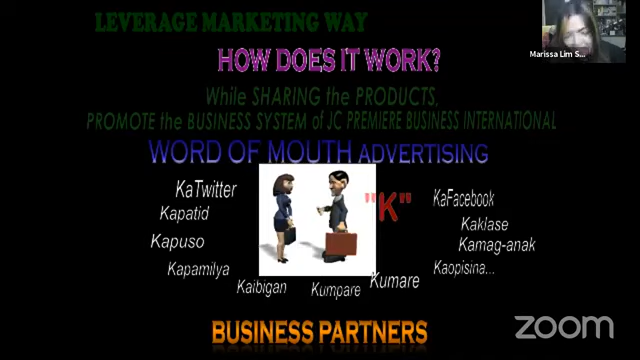 LEVERAGE MARKETING WAY
Marissa Lim S...
HOW DOES IT WORK?
While SHARING the PRODUCTS,
PROMOTE the BUSINESS SYSTEM of JC PREMIERE BUSINESS INTERNATIONAL
WORD OF MOUTH ADVERTISING
KaTwitter
Kapatid
Kapuso
Kapamilya
Kaibigan
Kumpare
Kumare
"K"
KaFacebook
Kaklase
Kamag-anak
Kaopisina...
BUSINESS PARTNERS
zoom